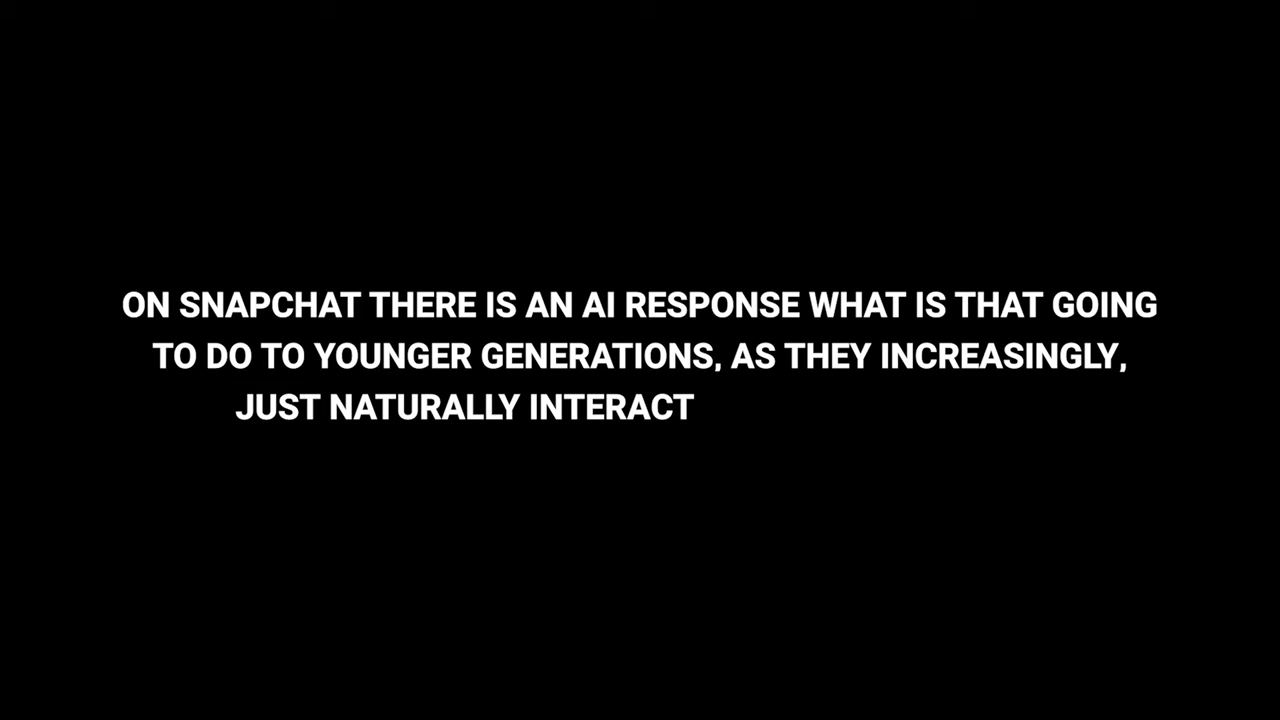 ON SNAPCHAT THERE IS AN AI RESPONSE WHAT IS THAT GOING
TO DO TO YOUNGER GENERATIONS, AS THEY INCREASINGLY,
JUST NATURALLY INTERACT